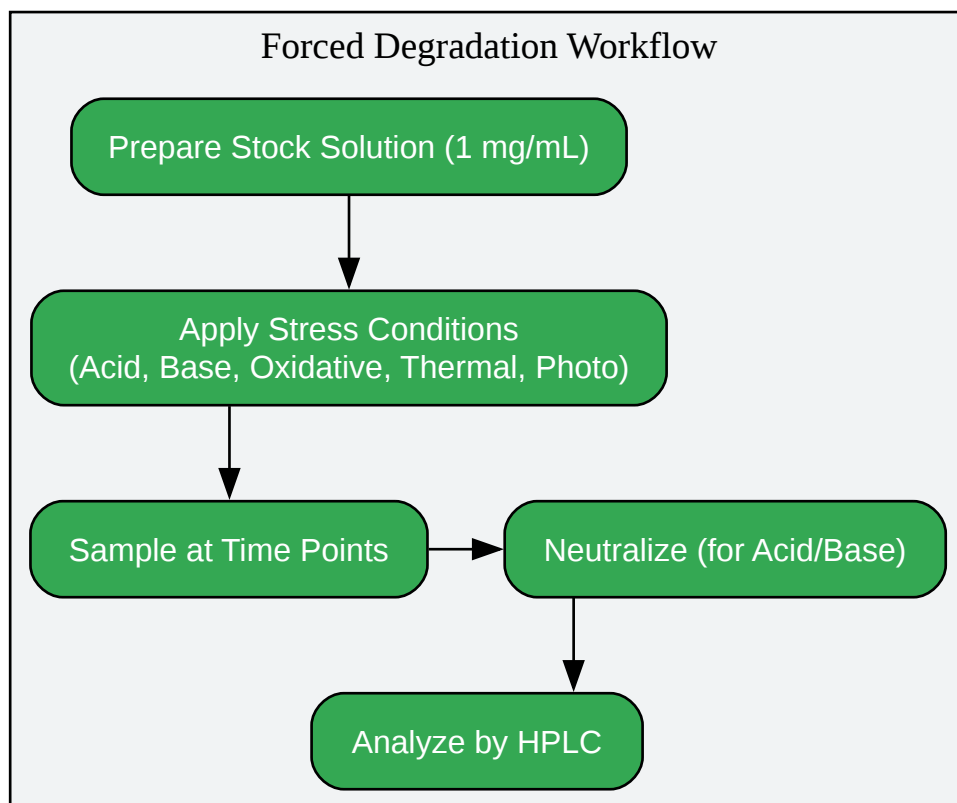 Forced Degradation Workflow
Prepare Stock Solution (1 mg/mL)
Apply Stress Conditions
(Acid, Base, Oxidative, Thermal, Photo)
Sample at Time Points
Neutralize (for Acid/Base)
Analyze by HPLC